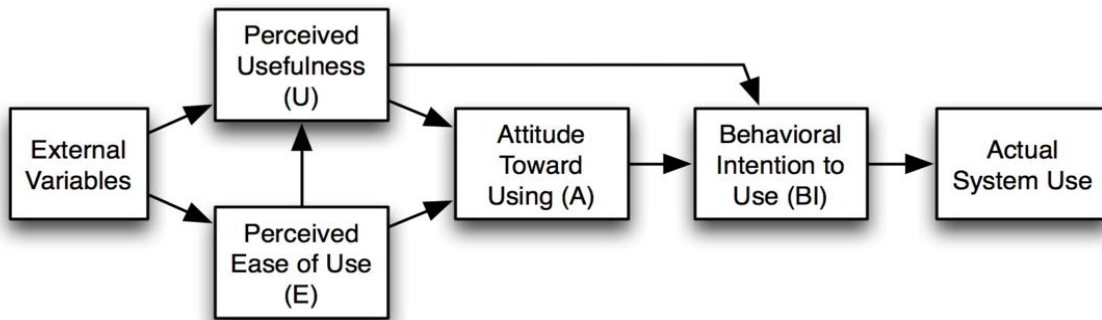 External
Variables
Perceived
Usefulness
(U)
Perceived
Ease of Use
(E)
Attitude
Toward
Using (A)
Behavioral
Intention to
Use (BI)
Actual
System Use